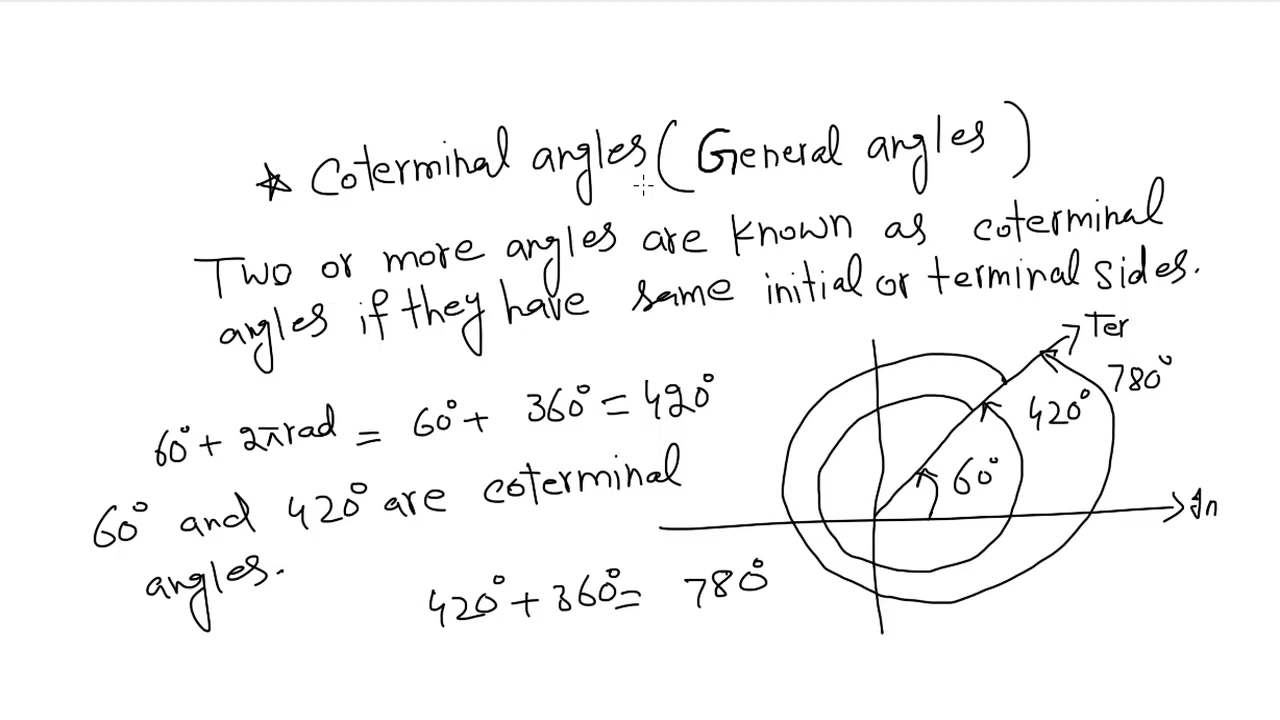 ☆ Coterminal angles (General angles)
Two or more angles are known as coterminal
angles if they have same initial or terminal sides.
60° + 2π rad = 60° + 360° = 420°
60° and 420° are coterminal
angles.
420° + 360° = 780°
Ter
780°
420°
60°
In